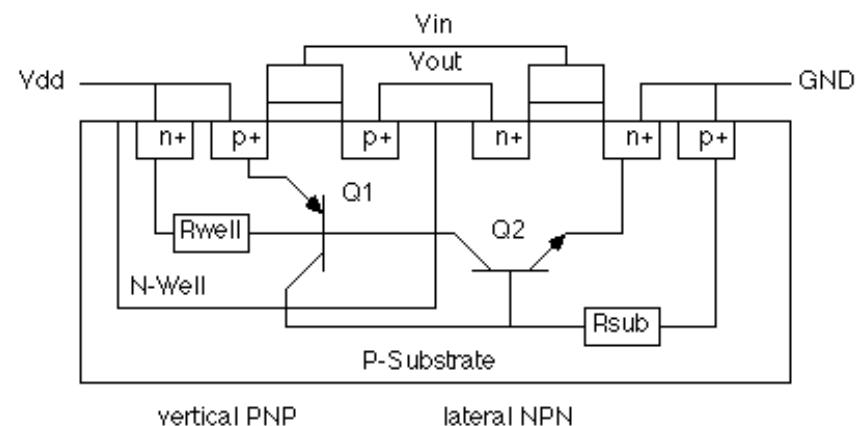 Vin
Vdd Vout GND
n+ p+ p+ n+ n+ p+
Q1
Rwell Q2
N-Well
Rsub
P-Substrate
vertical PNP lateral NPN